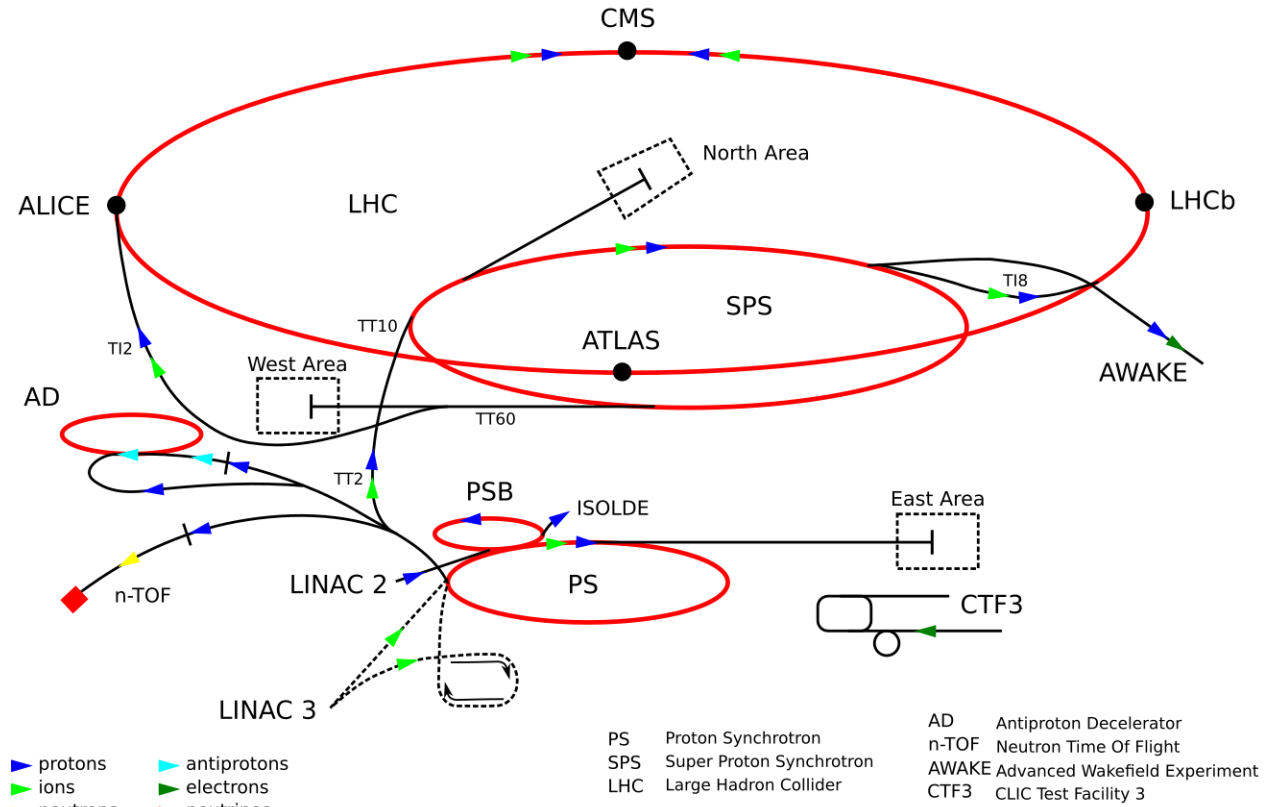 CMS
North Area
ALICE
LHC
LHCb
TI8
SPS
TT10
ATLAS
TI2
West Area
AWAKE
AD
TT60
TT2
PSB
East Area
ISOLDE
LINAC 2
PS
n-TOF
CTF3
LINAC 3
protons
antiprotons
ions
electrons
neutrons
neutrinos
PS Proton Synchrotron
SPS Super Proton Synchrotron
LHC Large Hadron Collider
AD Antiproton Decelerator
n-TOF Neutron Time Of Flight
AWAKE Advanced Wakefield Experiment
CTF3 CLIC Test Facility 3